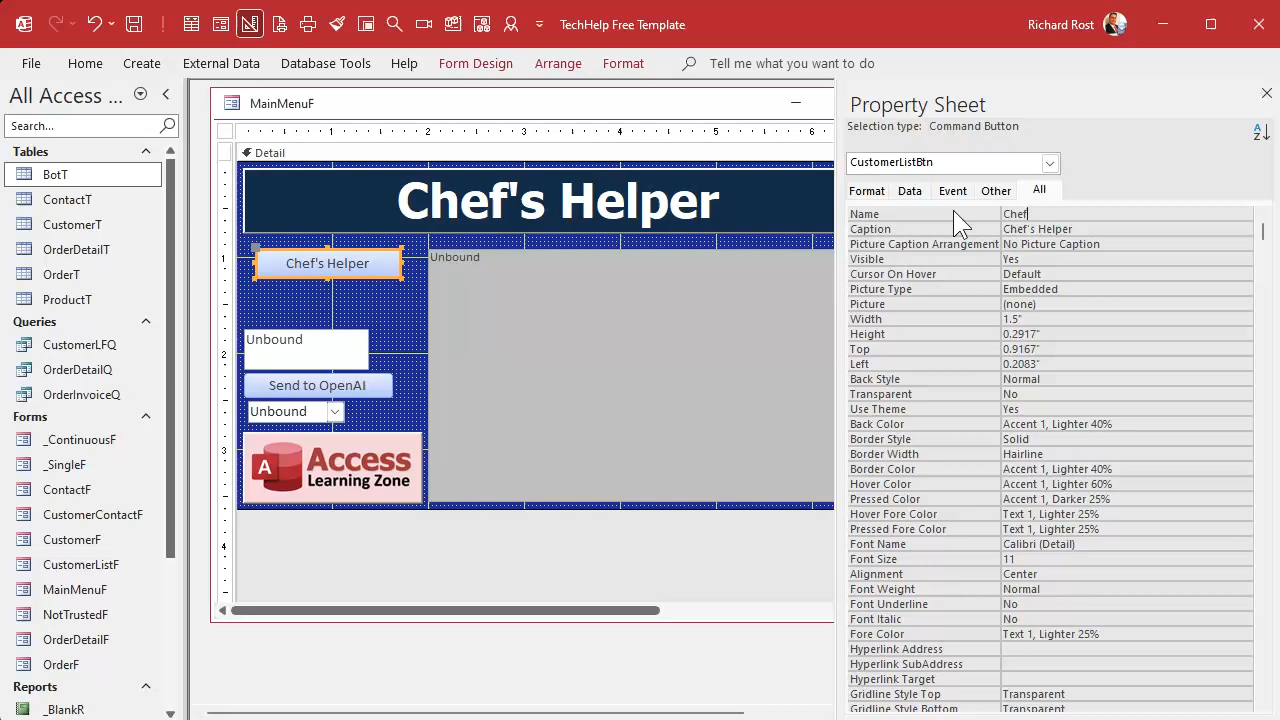 TechHelp Free Template
Richard Rost
File Home Create External Data Database Tools Help Form Design Arrange Format Tell me what you want to do
All Access ...
Search...
Tables
BotT
ContactT
CustomerT
OrderDetailT
OrderT
ProductT
Queries
CustomerLFQ
OrderDetailQ
OrderInvoiceQ
Forms
_ContinuousF
_SingleF
ContactF
CustomerContactF
CustomerF
CustomerListF
MainMenuF
NotTrustedF
OrderDetailF
OrderF
Reports
_BlankR
MainMenuF
1 2 3 4 5 6
Detail
Chef's Helper
1
Chef's Helper
Unbound
Unbound
2
Send to OpenAI
Unbound
3
A Access
Learning Zone
4
Property Sheet
Selection type: Command Button
A
Z
CustomerListBtn
Format Data Event Other All
Name Chef
Caption Chef's Helper
Picture Caption Arrangement No Picture Caption
Visible Yes
Cursor On Hover Default
Picture Type Embedded
Picture (none)
Width 1.5"
Height 0.2917"
Top 0.9167"
Left 0.2083"
Back Style Normal
Transparent No
Use Theme Yes
Back Color Accent 1, Lighter 40%
Border Style Solid
Border Width Hairline
Border Color Accent 1, Lighter 40%
Hover Color Accent 1, Lighter 60%
Pressed Color Accent 1, Darker 25%
Hover Fore Color Text 1, Lighter 25%
Pressed Fore Color Text 1, Lighter 25%
Font Name Calibri (Detail)
Font Size 11
Alignment Center
Font Weight Normal
Font Underline No
Font Italic No
Fore Color Text 1, Lighter 25%
Hyperlink Address
Hyperlink SubAddress
Hyperlink Target
Gridline Style Top Transparent
Gridline Style Bottom Transparent